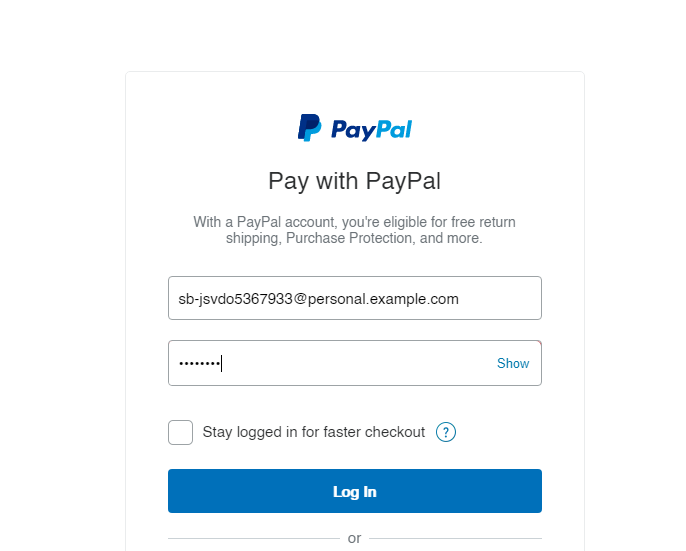 PayPal
Pay with PayPal
With a PayPal account, you're eligible for free return
shipping, Purchase Protection, and more.
sb-jsvdo5367933@personal.example.com
•••••••• Show
Stay logged in for faster checkout ?
Log In
or